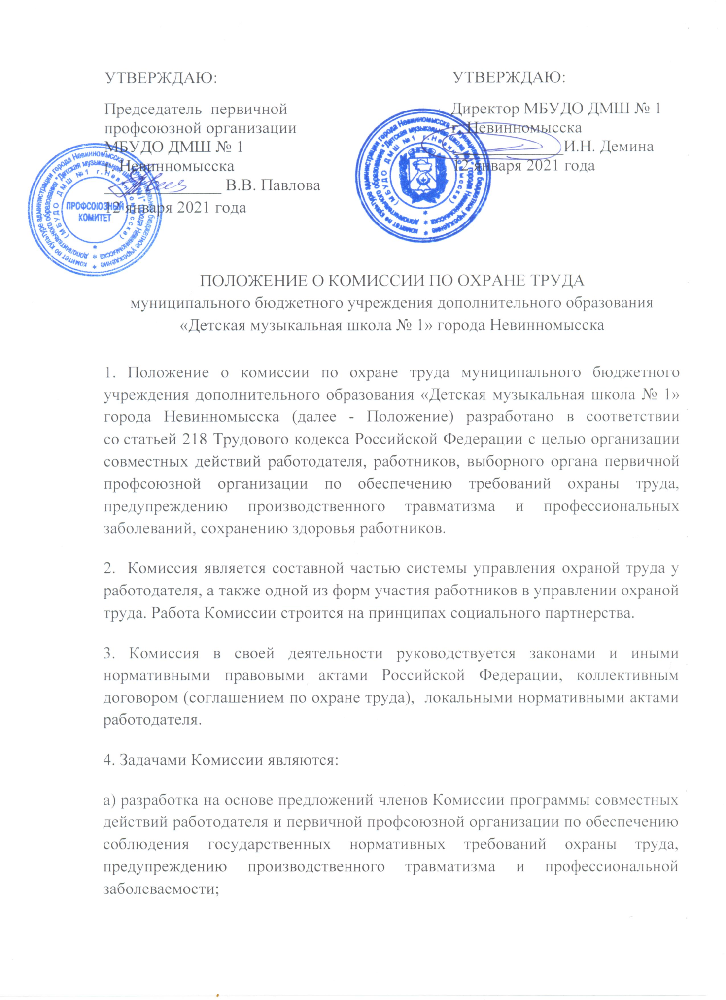 УТВЕРЖДАЮ:
Председатель первичной
профсоюзной организации
МБУДО ДМШ № 1
г. Невинномысска
В.В. Павлова
12 января 2021 года
ПРОФСОЮЗНЫЙ
КОМИТЕТ
УТВЕРЖДАЮ:
Директор МБУДО ДМШ № 1
г. Невинномысска
И.Н. Демина
12 января 2021 года
ПОЛОЖЕНИЕ О КОМИССИИ ПО ОХРАНЕ ТРУДА
муниципального бюджетного учреждения дополнительного образования
«Детская музыкальная школа № 1» города Невинномысска
1. Положение о комиссии по охране труда муниципального бюджетного
учреждения дополнительного образования «Детская музыкальная школа № 1»
города Невинномысска (далее - Положение) разработано в соответствии
со статьей 218 Трудового кодекса Российской Федерации с целью организации
совместных действий работодателя, работников, выборного органа первичной
профсоюзной организации по обеспечению требований охраны труда,
предупреждению производственного травматизма и профессиональных
заболеваний, сохранению здоровья работников.
2. Комиссия является составной частью системы управления охраной труда у
работодателя, а также одной из форм участия работников в управлении охраной
труда. Работа Комиссии строится на принципах социального партнерства.
3. Комиссия в своей деятельности руководствуется законами и иными
нормативными правовыми актами Российской Федерации, коллективным
договором (соглашением по охране труда), локальными нормативными актами
работодателя.
4. Задачами Комиссии являются:
а) разработка на основе предложений членов Комиссии программы совместных
действий работодателя и первичной профсоюзной организации по обеспечению
соблюдения государственных нормативных требований охраны труда,
предупреждению производственного травматизма и профессиональной
заболеваемости;